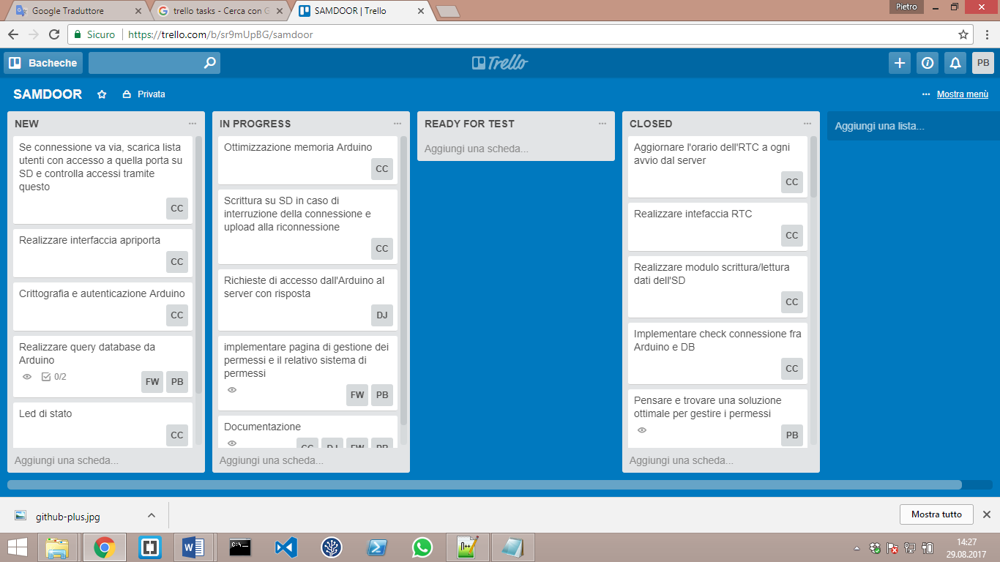 Google Traduttore
trello tasks - Cerca con G
SAMDOOR | Trello
Pietro
Sicuro
https://trello.com/b/sr9mUpBG/samdoor
Bacheche
Trello
PB
SAMDOOR
Privata
Mostra menù
NEW
Se connessione va via, scarica lista
utenti con accesso a quella porta su
SD e controlla accessi tramite
questo
CC
Realizzare interfaccia apriporta
CC
Crittografia e autenticazione Arduino
CC
Realizzare query database da
Arduino
0/2
FW PB
Led di stato
CC
Aggiungi una scheda...
IN PROGRESS
Ottimizzazione memoria Arduino
CC
Scrittura su SD in caso di
interruzione della connessione e
upload alla riconnessione
CC
Richieste di accesso dall'Arduino al
server con risposta
DJ
implementare pagina di gestione dei
permessi e il relativo sistema di
permessi
FW PB
Documentazione
CC DJ FW PB
Aggiungi una scheda...
READY FOR TEST
Aggiungi una scheda...
CLOSED
Aggiornare l'orario dell'RTC a ogni
avvio dal server
CC
Realizzare intefaccia RTC
CC
Realizzare modulo scrittura/lettura
dati dell'SD
CC
Implementare check connessione fra
Arduino e DB
CC
Pensare e trovare una soluzione
ottimale per gestire i permessi
PB
Aggiungi una scheda...
Aggiungi una lista...
github-plus.jpg
Mostra tutto
14:27
29.08.2017